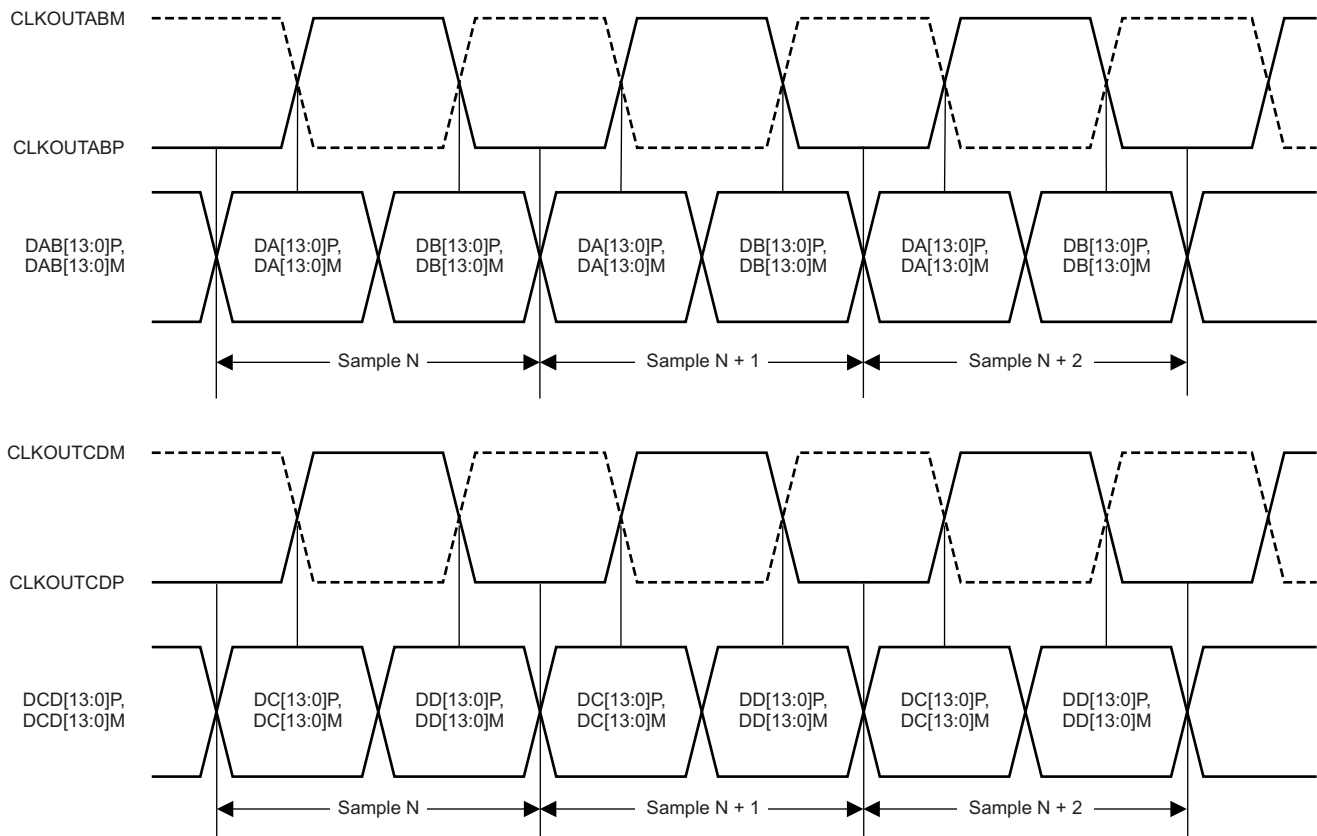 CLKOUTABM
CLKOUTABP
DAB[13:0]P,
DAB[13:0]M
DA[13:0]P,
DA[13:0]M
DB[13:0]P,
DB[13:0]M
DA[13:0]P,
DA[13:0]M
DB[13:0]P,
DB[13:0]M
DA[13:0]P,
DA[13:0]M
DB[13:0]P,
DB[13:0]M
Sample N
Sample N + 1
Sample N + 2
CLKOUTCDM
CLKOUTCDP
DCD[13:0]P,
DCD[13:0]M
DC[13:0]P,
DC[13:0]M
DD[13:0]P,
DD[13:0]M
DC[13:0]P,
DC[13:0]M
DD[13:0]P,
DD[13:0]M
DC[13:0]P,
DC[13:0]M
DD[13:0]P,
DD[13:0]M
Sample N
Sample N + 1
Sample N + 2